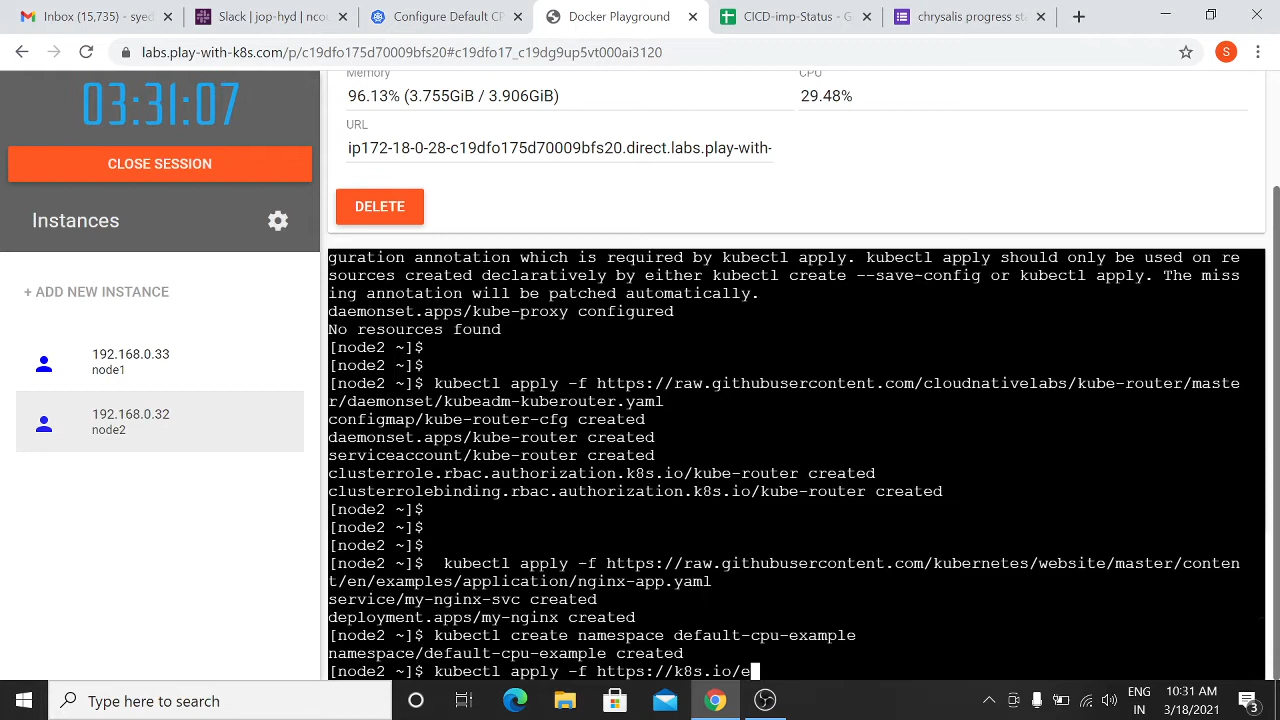 Inbox (15,737) - syed
Slack | jop-hyd | nco
Configure Default CP
Docker Playground
CICD-imp-Status - G
chrysalis progress sta
labs.play-with-k8s.com/p/c19dfo175d70009bfs20#c19dfo17_c19dg9up5vt000ai3120
S
03:31:07
CLOSE SESSION
Instances
+ ADD NEW INSTANCE
192.168.0.33
node1
192.168.0.32
node2
Memory
96.13% (3.755GiB / 3.906GiB)
CPU
29.48%
URL
ip172-18-0-28-c19dfo175d70009bfs20.direct.labs.play-with-
DELETE
guration annotation which is required by kubectl apply. kubectl apply should only be used on re
sources created declaratively by either kubectl create --save-config or kubectl apply. The miss
ing annotation will be patched automatically.
daemonset.apps/kube-proxy configured
No resources found
[node2 ~]$
[node2 ~]$
[node2 ~]$ kubectl apply -f https://raw.githubusercontent.com/cloudnativelabs/kube-router/maste
r/daemonset/kubeadm-kuberouter.yaml
configmap/kube-router-cfg created
daemonset.apps/kube-router created
serviceaccount/kube-router created
clusterrole.rbac.authorization.k8s.io/kube-router created
clusterrolebinding.rbac.authorization.k8s.io/kube-router created
[node2 ~]$
[node2 ~]$
[node2 ~]$
[node2 ~]$  kubectl apply -f https://raw.githubusercontent.com/kubernetes/website/master/conten
t/en/examples/application/nginx-app.yaml
service/my-nginx-svc created
deployment.apps/my-nginx created
[node2 ~]$ kubectl create namespace default-cpu-example
namespace/default-cpu-example created
[node2 ~]$ kubectl apply -f https://k8s.io/e
Type here to search
ENG
IN
10:31 AM
3/18/2021
3